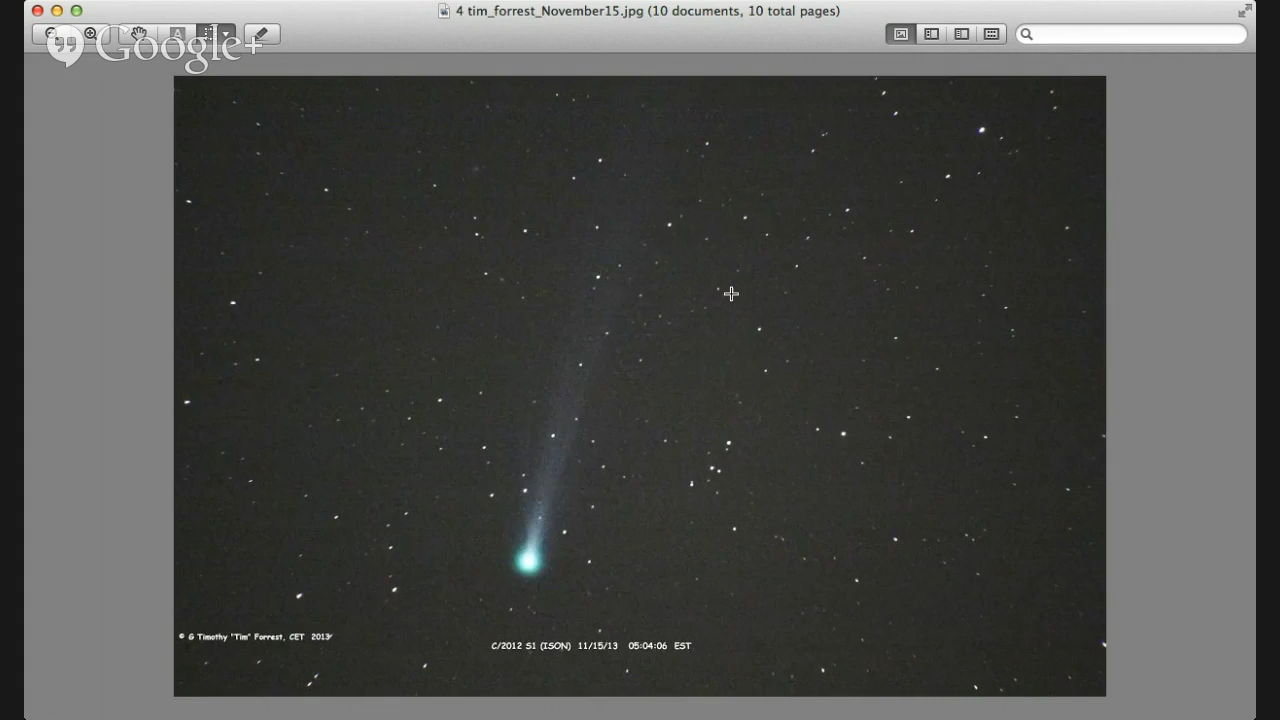 4 tim_forrest_November15.jpg (10 documents, 10 total pages)
Google+
© G Timothy "Tim" Forrest, CET 2013
C/2012 S1 (ISON) 11/15/13 05:04:06 EST